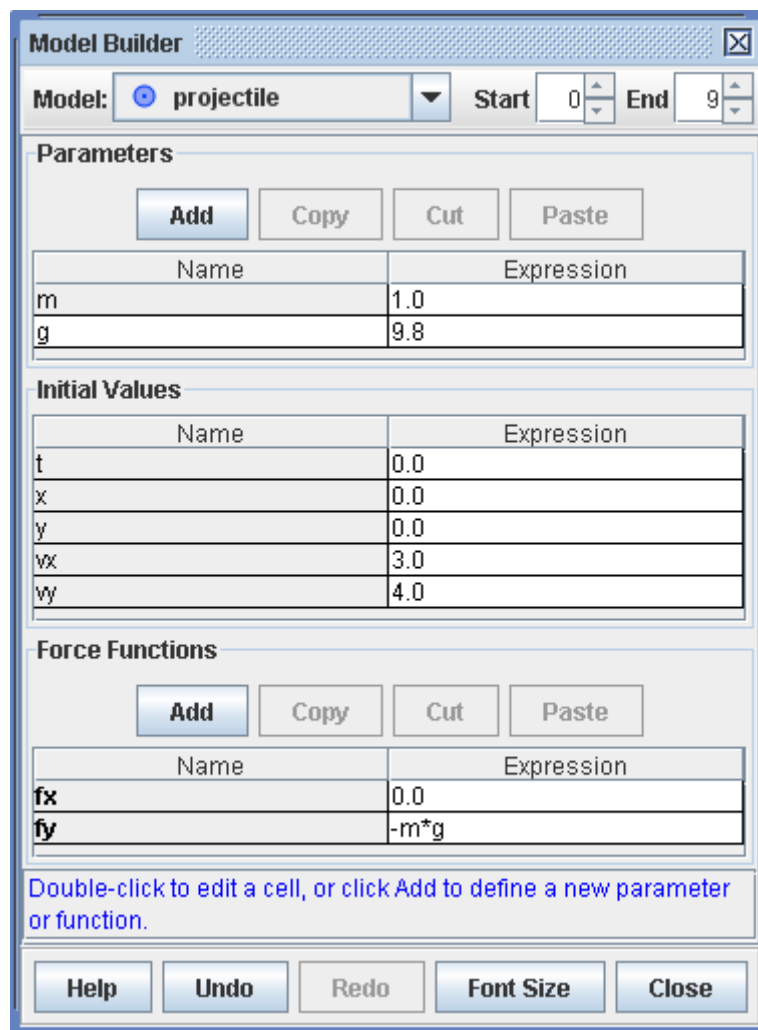 Model Builder
Model: projectile Start 0 End 9
Parameters
Add Copy Cut Paste
Name Expression
m 1.0
g 9.8
Initial Values
Name Expression
t 0.0
x 0.0
y 0.0
vx 3.0
vy 4.0
Force Functions
Add Copy Cut Paste
Name Expression
fx 0.0
fy -m*g
Double-click to edit a cell, or click Add to define a new parameter
or function.
Help Undo Redo Font Size Close